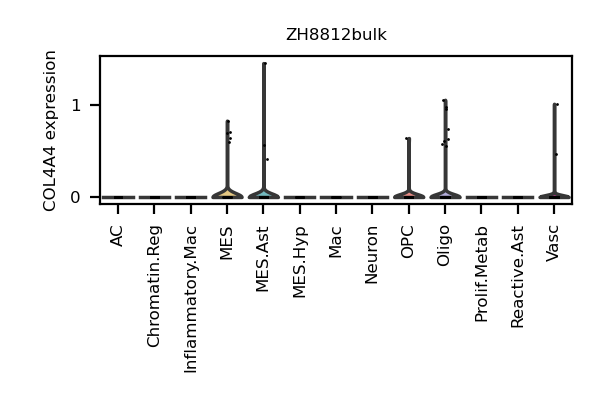 ZH8812bulk
COL4A4 expression
1
0
AC
Chromatin.Reg
Inflammatory.Mac
MES
MES.Ast
MES.Hyp
Mac
Neuron
OPC
Oligo
Prolif.Metab
Reactive.Ast
Vasc